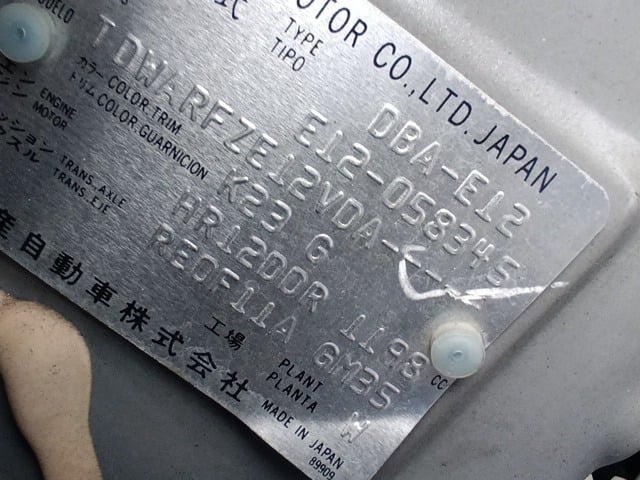 MOTOR CO.,LTD. JAPAN
TYPE
TIPO
DBA-E12
E12-058345
TDWARFZE12VDA-----
カラー COLOR.TRIM
トリム COLOR.GUARNICION
K23 G
ENGINE
MOTOR
HR12DDR 1198 CC
TRANS.AXLE
TRANS.EJE
RE0F11A GM35
工場 PLANT
PLANTA
W
産自動車株式会社
MADE IN JAPAN
89909